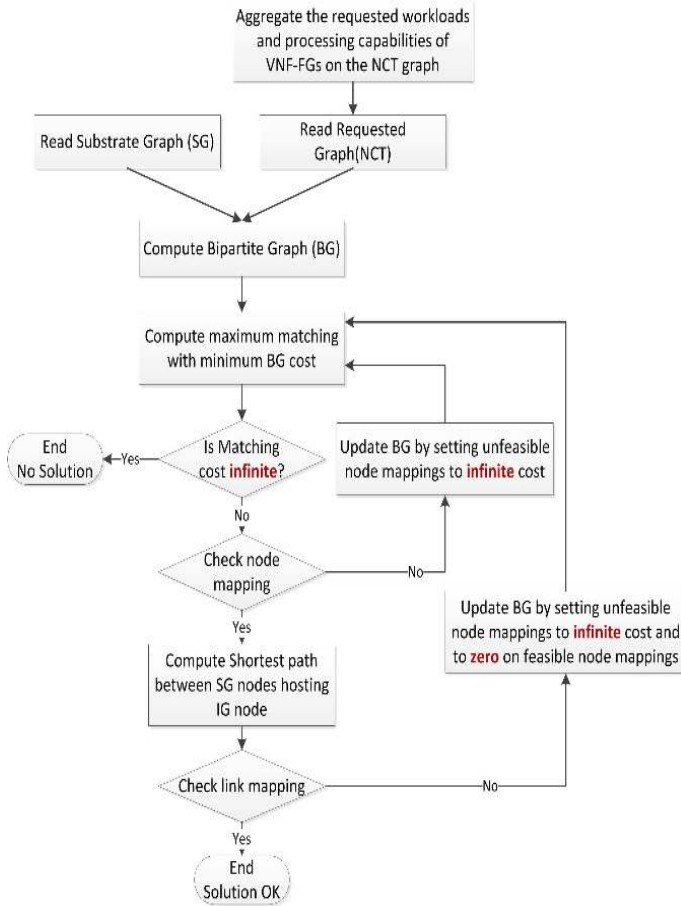 Aggregate the requested workloads
and processing capabilities of
VNF-FGs on the NCT graph
Read Substrate Graph (SG)
Read Requested
Graph(NCT)
Compute Bipartite Graph (BG)
Compute maximum matching
with minimum BG cost
End
No Solution
Yes
Is Matching
cost infinite?
Update BG by setting unfeasible
node mappings to infinite cost
No
Check node
mapping
No
Yes
Update BG by setting unfeasible
node mappings to infinite cost and
to zero on feasible node mappings
Compute Shortest path
between SG nodes hosting
IG node
Check link mapping
No
Yes
End
Solution OK